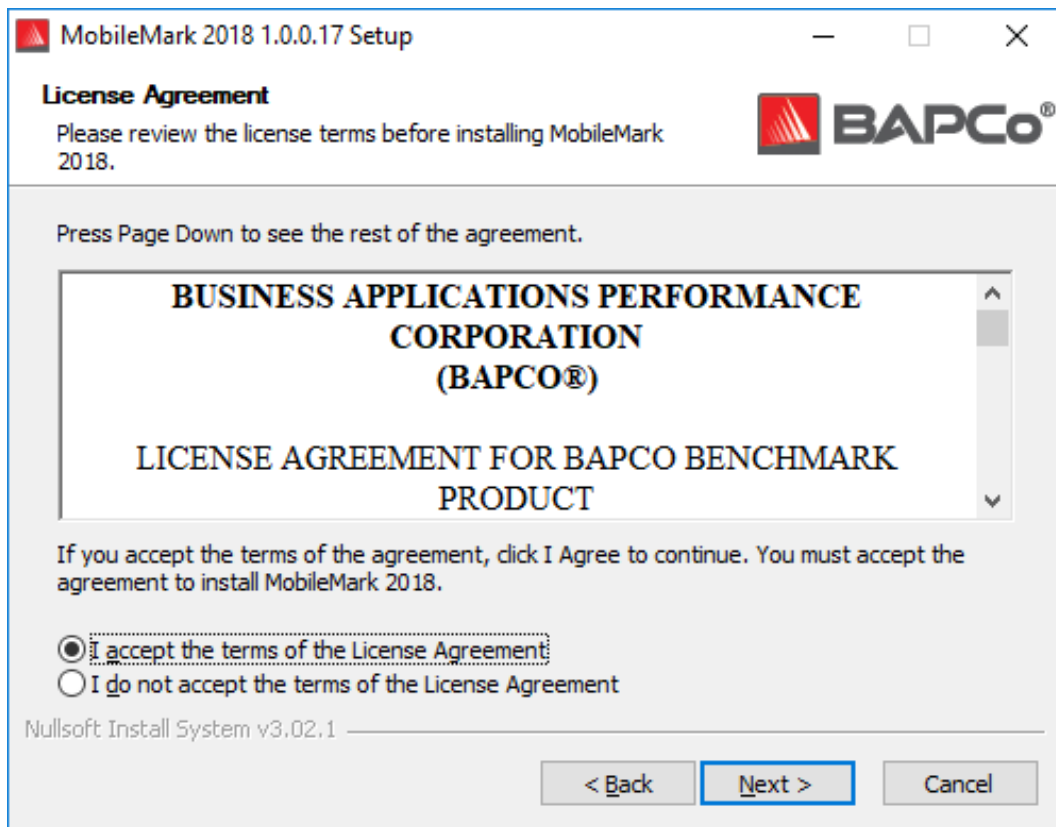 MobileMark 2018 1.0.0.17 Setup
License Agreement
Please review the license terms before installing MobileMark
2018.
BAPCo®
Press Page Down to see the rest of the agreement.
BUSINESS APPLICATIONS PERFORMANCE
CORPORATION
(BAPCO®)
LICENSE AGREEMENT FOR BAPCO BENCHMARK
PRODUCT
If you accept the terms of the agreement, click I Agree to continue. You must accept the
agreement to install MobileMark 2018.
I accept the terms of the License Agreement
I do not accept the terms of the License Agreement
Nullsoft Install System v3.02.1
< Back
Next >
Cancel